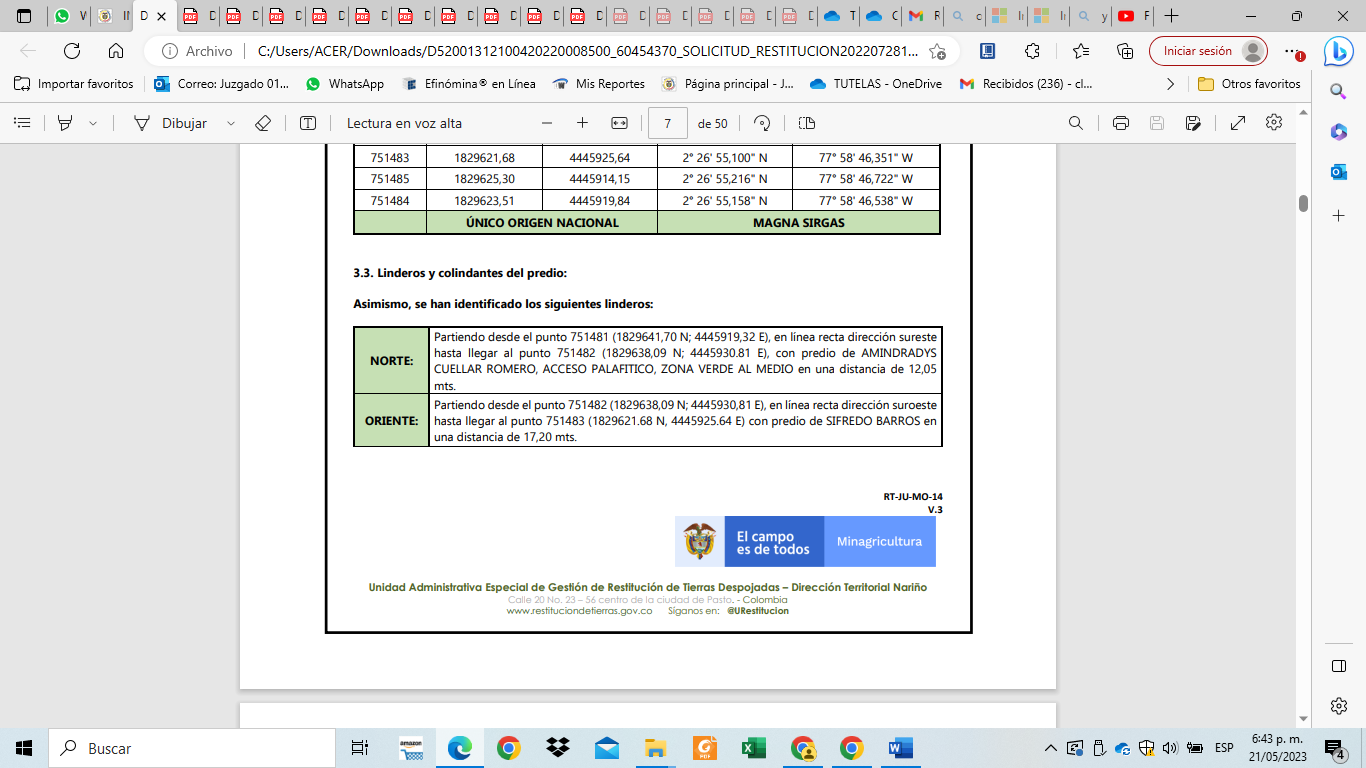 Archivo
C:/Users/ACER/Downloads/D52001312100420220008500_60454370_SOLICITUD_RESTITUCION202207281...
Iniciar sesión
Importar favoritos
Correo: Juzgado 01...
WhatsApp
Efinómina® en Línea
Mis Reportes
Página principal - J...
TUTELAS - OneDrive
Recibidos (236) - cl...
Otros favoritos
Dibujar
Lectura en voz alta
7
de 50
751483 1829621,68 4445925,64 2° 26' 55,100" N 77° 58' 46,351" W
751485 1829625,30 4445914,15 2° 26' 55,216" N 77° 58' 46,722" W
751484 1829623,51 4445919,84 2° 26' 55,158" N 77° 58' 46,538" W
ÚNICO ORIGEN NACIONAL MAGNA SIRGAS
3.3. Linderos y colindantes del predio:
Asimismo, se han identificado los siguientes linderos:
NORTE:
Partiendo desde el punto 751481 (1829641,70 N; 4445919,32 E), en línea recta dirección sureste
hasta llegar al punto 751482 (1829638,09 N; 4445930.81 E), con predio de AMINDRADYS
CUELLAR ROMERO, ACCESO PALAFITICO, ZONA VERDE AL MEDIO en una distancia de 12,05
mts.
ORIENTE:
Partiendo desde el punto 751482 (1829638,09 N; 4445930,81 E), en línea recta dirección suroeste
hasta llegar al punto 751483 (1829621.68 N, 4445925.64 E) con predio de SIFREDO BARROS en
una distancia de 17,20 mts.
RT-JU-MO-14
V.3
El campo
es de todos
Minagricultura
Unidad Administrativa Especial de Gestión de Restitución de Tierras Despojadas – Dirección Territorial Nariño
Calle 20 No. 23 – 56 centro de la ciudad de Pasto. - Colombia
www.restituciondetierras.gov.co Síganos en: @URestitucion
Buscar
amazon
ESP
6:43 p. m.
21/05/2023
4